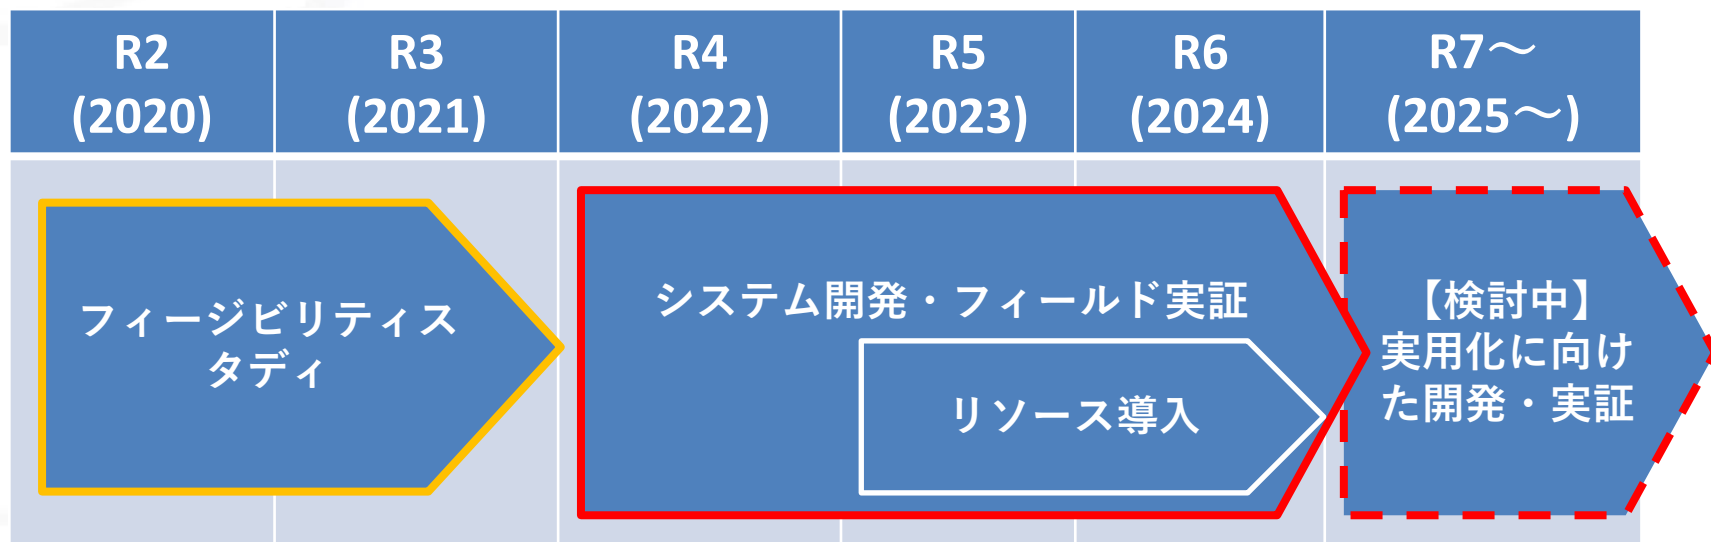 R2
(2020)
R3
(2021)
R4
(2022)
R5
(2023)
R6
(2024)
R7～
(2025～)
フィージビリティス
タディ
システム開発・フィールド実証
リソース導入
【検討中】
実用化に向け
た開発・実証